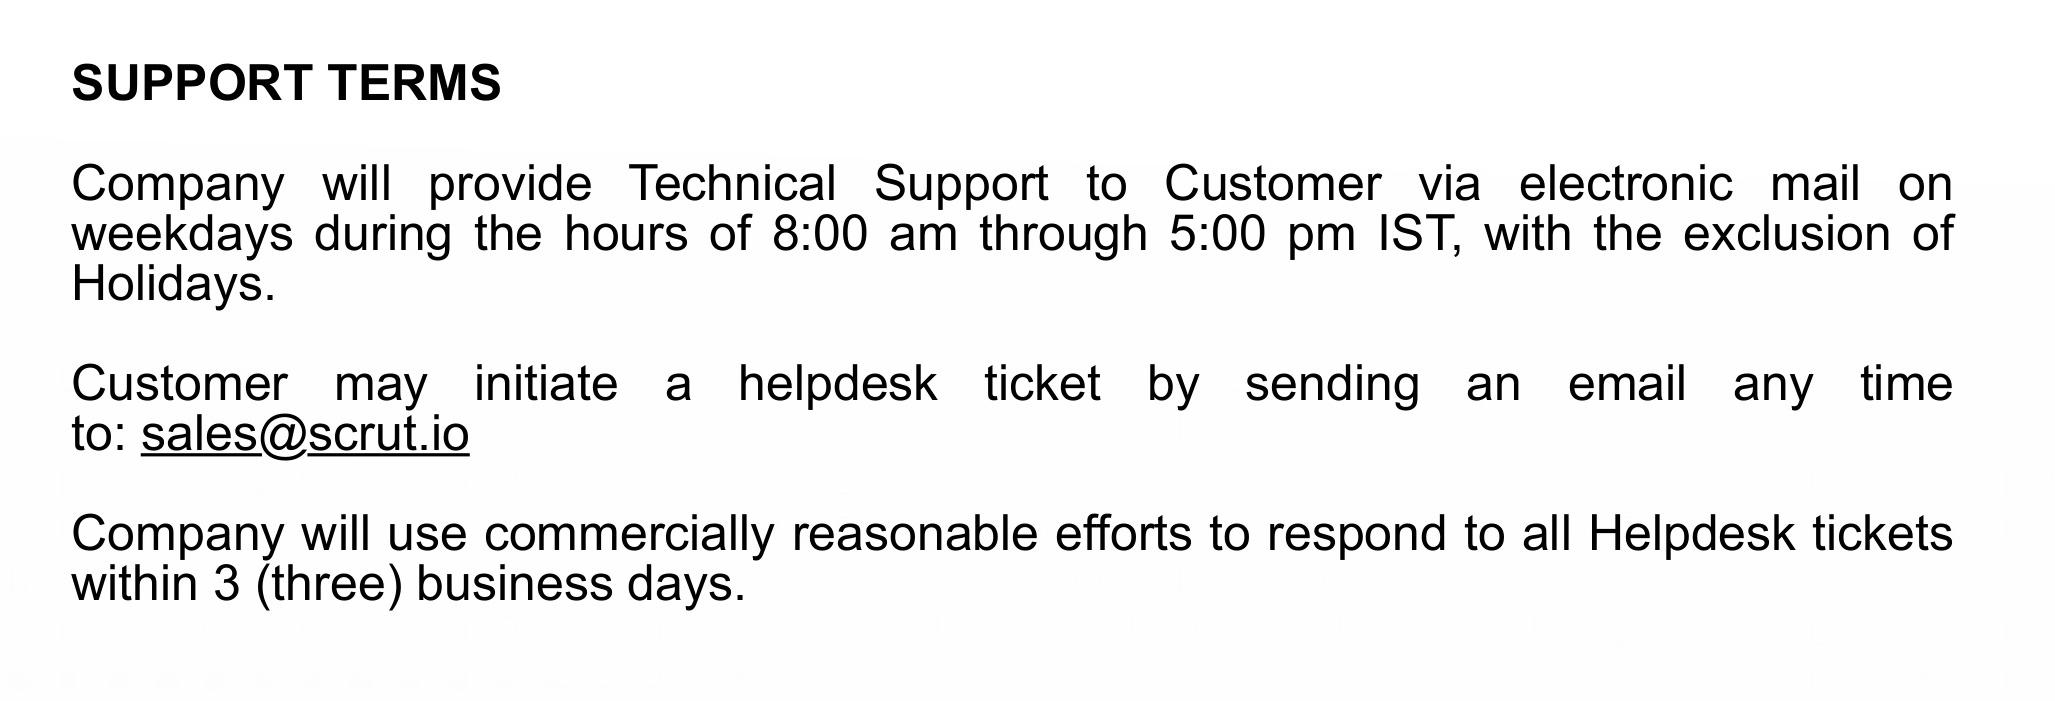 SUPPORT TERMS
Company will provide Technical Support to Customer via electronic mail on
weekdays during the hours of 8:00 am through 5:00 pm IST, with the exclusion of
Holidays.
Customer may initiate a helpdesk ticket by sending an email any time
to: sales@scrut.io
Company will use commercially reasonable efforts to respond to all Helpdesk tickets
within 3 (three) business days.